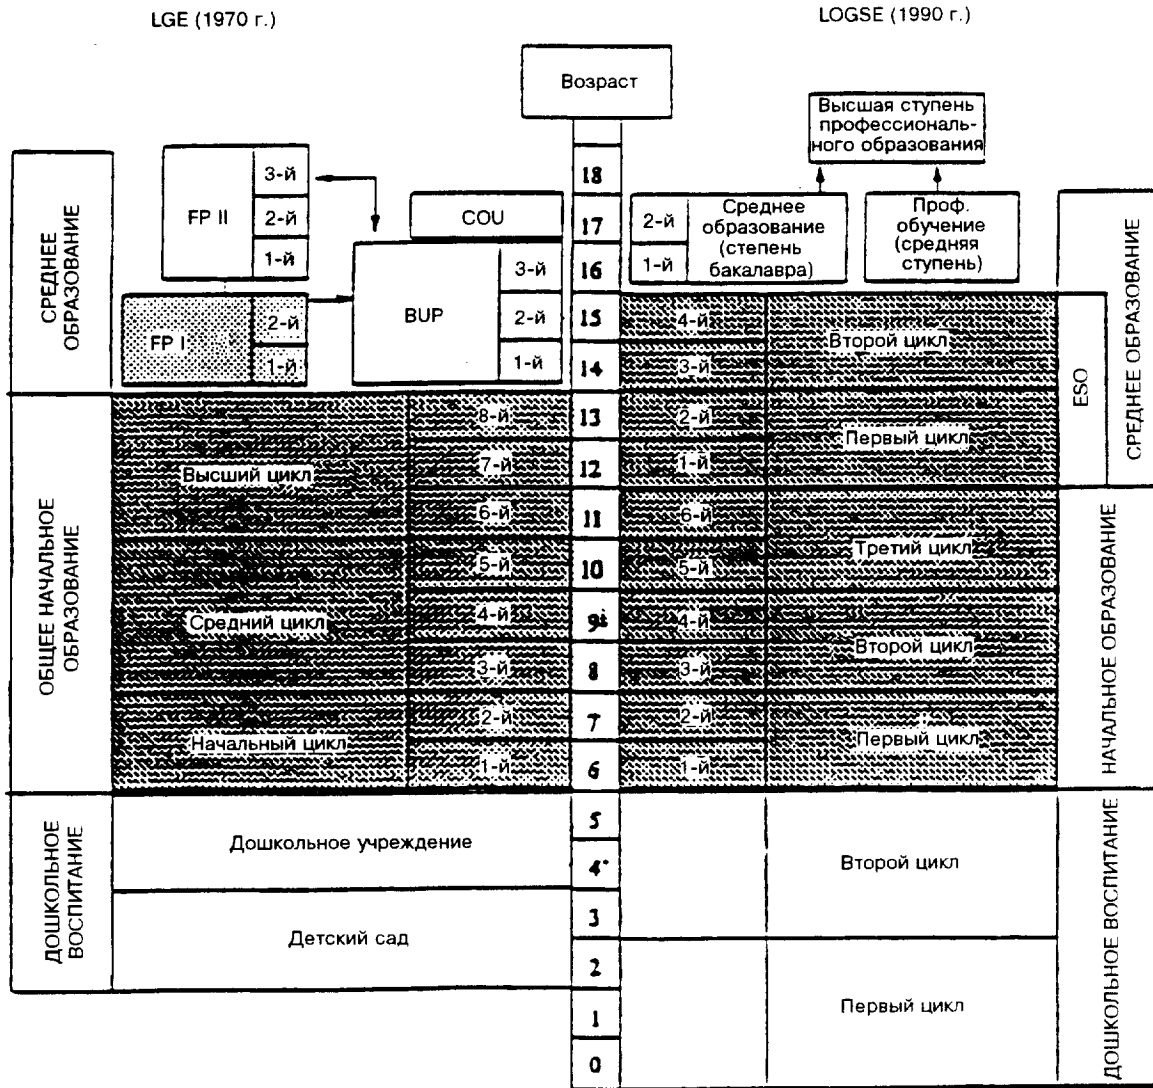 LGE (1970 г.)
LOGSE (1990 г.)
Возраст
Высшая ступень
профессиональ-
ного образования
СРЕДНЕЕ
ОБРАЗОВАНИЕ
FP II
3-й
2-й
1-й
COU
BUP
3-й
2-й
1-й
FP I
2-й
1-й
18
17
16
15
14
2-й
1-й
Среднее
образование
(степень
бакалавра)
Проф.
обучение
(средняя
ступень)
4-й
3-й
Второй цикл
ESO
СРЕДНЕЕ ОБРАЗОВАНИЕ
ОБЩЕЕ НАЧАЛЬНОЕ
ОБРАЗОВАНИЕ
Высший цикл
8-й
7-й
6-й
Средний цикл
5-й
4-й
3-й
Начальный цикл
2-й
1-й
13
12
11
10
9
8
7
6
2-й
1-й
Первый цикл
6-й
5-й
Третий цикл
4-й
3-й
Второй цикл
2-й
1-й
Первый цикл
НАЧАЛЬНОЕ ОБРАЗОВАНИЕ
ДОШКОЛЬНОЕ
ВОСПИТАНИЕ
Дошкольное учреждение
Детский сад
5
4
3
2
1
0
Второй цикл
Первый цикл
ДОШКОЛЬНОЕ ВОСПИТАНИЕ